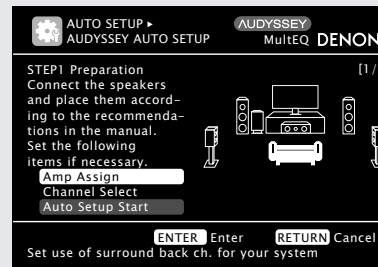 AUTO SETUP ▸
AUDYSSEY AUTO SETUP
AUDYSSEY
MultEQ DENON
STEP1 Preparation
[1/
Connect the speakers
and place them accord-
ing to the recommenda-
tions in the manual.
Set the following
items if necessary.
Amp Assign
Channel Select
Auto Setup Start
ENTER Enter RETURN Cancel
Set use of surround back ch. for your system